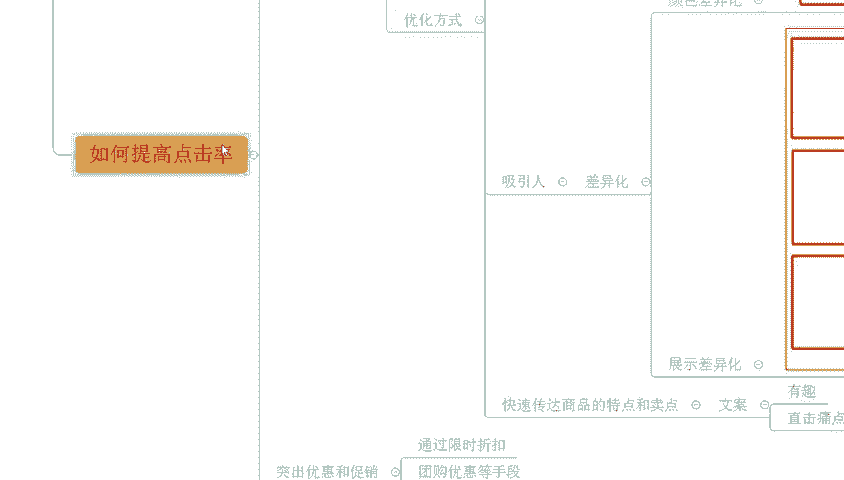 颜色差异化
优化方式
如何提高点击率
吸引人
差异化
展示差异化
快速传达商品的特点和卖点
文案
有趣
直击痛点
通过限时折扣
突出优惠和促销
团购优惠等手段